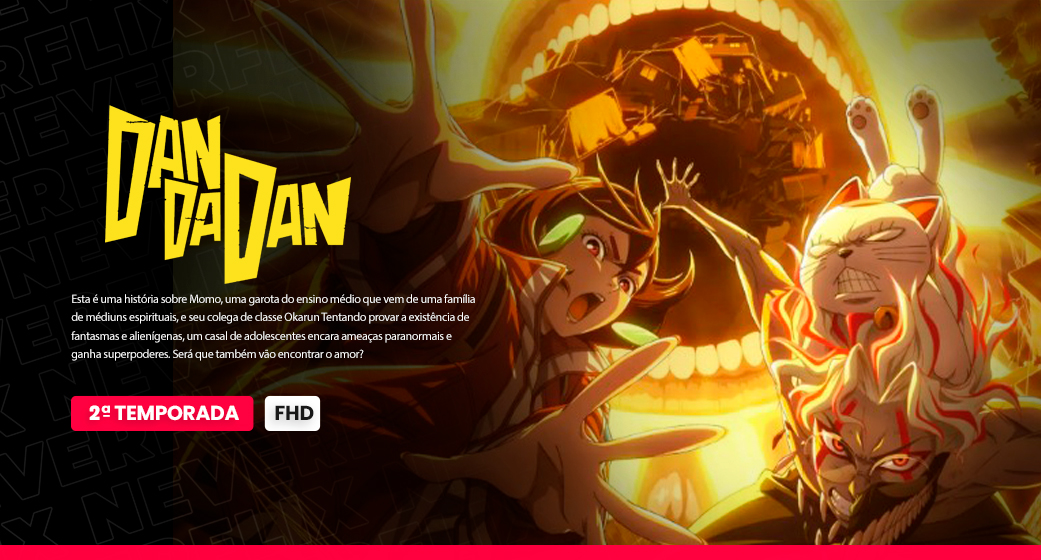 DAN
DA DAN
Esta é uma história sobre Momo, uma garota do ensino médio que vem de uma família
de médiuns espirituais, e seu colega de classe Okarun Tentando provar a existência de
fantasmas e alienígenas, um casal de adolescentes encara ameaças paranormais e
ganha superpoderes. Será que também vão encontrar o amor?
2ª TEMPORADA
FHD